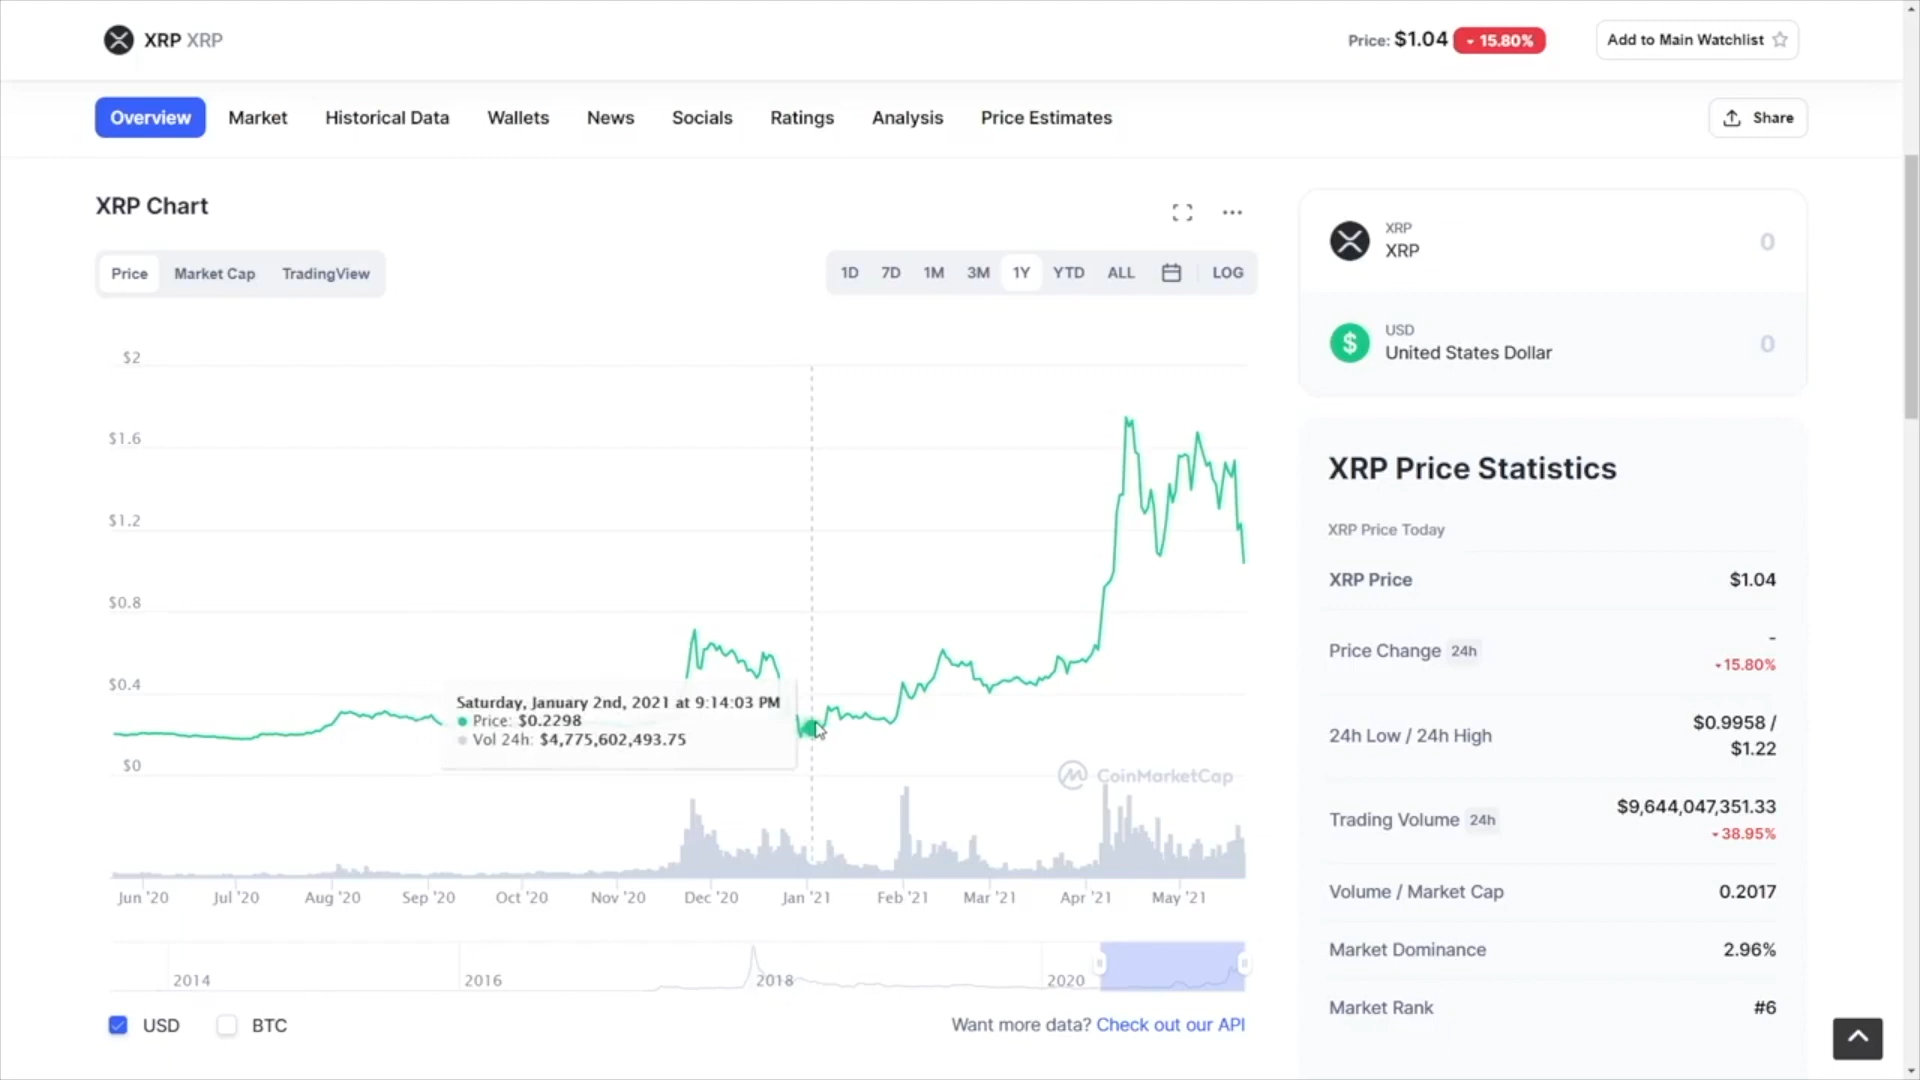 XRP XRP
Price: $1.04 15.80%
Add to Main Watchlist
Overview Market Historical Data Wallets News Socials Ratings Analysis Price Estimates
Share
XRP Chart
Price Market Cap TradingView
1D 7D 1M 3M 1Y YTD ALL LOG
$2
$1.6
$1.2
$0.8
$0.4
$0
Saturday, January 2nd, 2021 at 9:14:03 PM
Price: $0.2298
Vol 24h: $4,775,602,493.75
CoinMarketCap
Jun '20 Jul '20 Aug '20 Sep '20 Oct '20 Nov '20 Dec '20 Jan '21 Feb '21 Mar '21 Apr '21 May '21
2014 2016 2018 2020
USD BTC
Want more data? Check out our API
XRP
XRP
0
USD
United States Dollar
0
XRP Price Statistics
XRP Price Today
XRP Price $1.04
Price Change 24h
-
15.80%
24h Low / 24h High
$0.9958 /
$1.22
Trading Volume 24h
$9,644,047,351.33
38.95%
Volume / Market Cap 0.2017
Market Dominance 2.96%
Market Rank #6